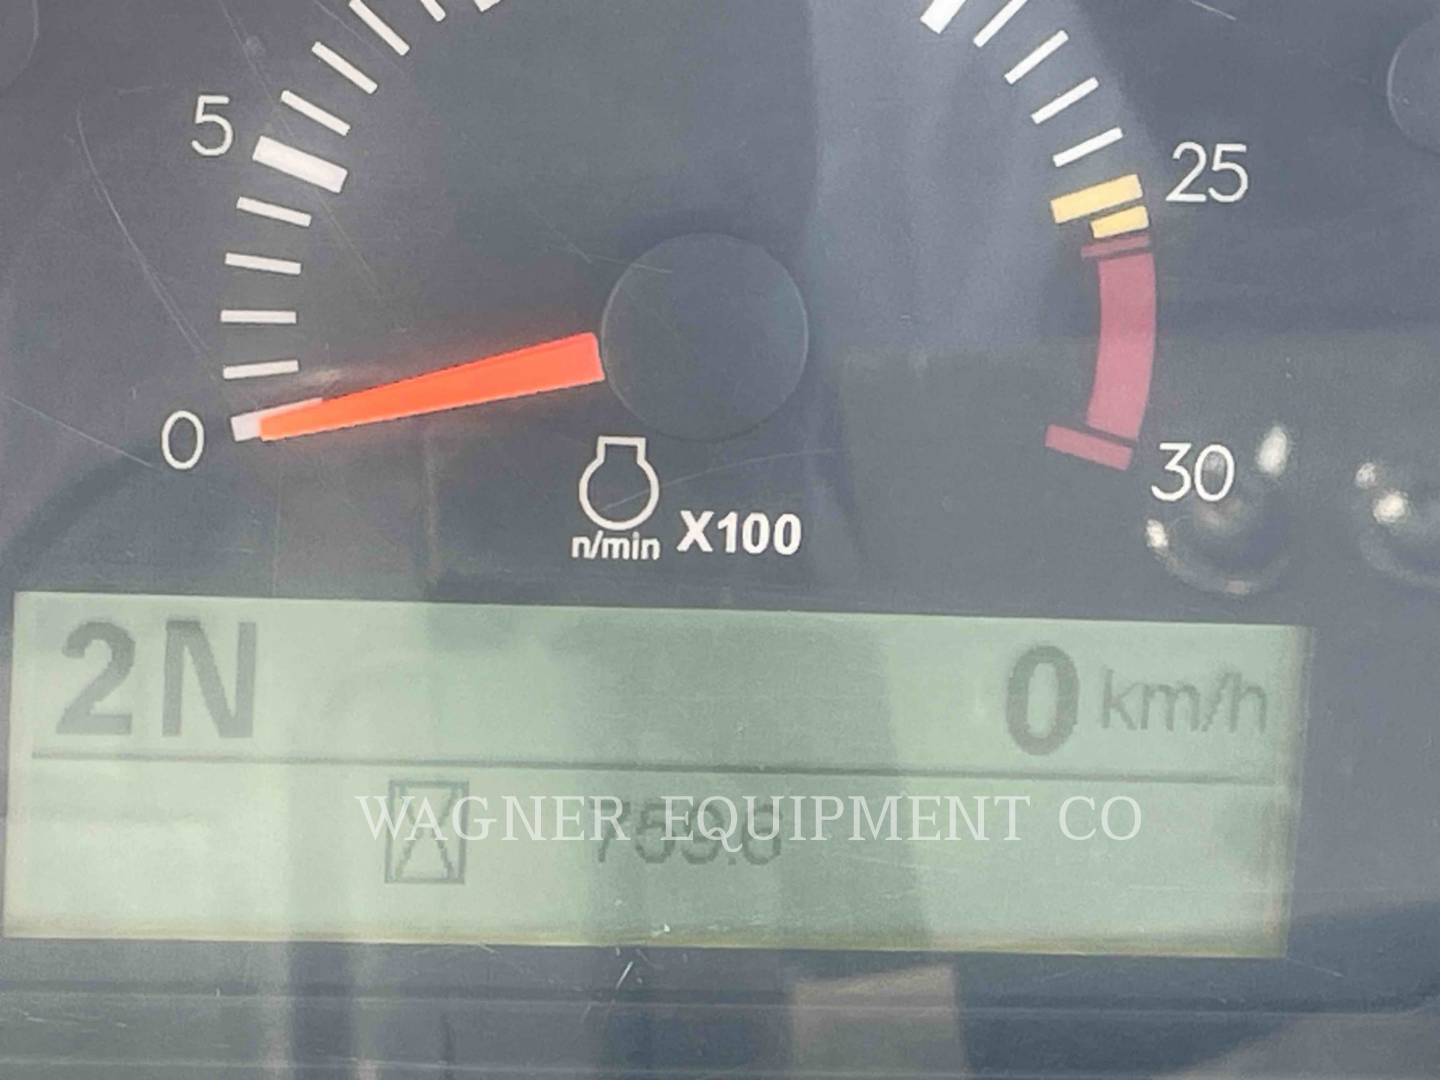 5
25
0
30
n/min X100
2N 0 km/h
WAGNER EQUIPMENT CO